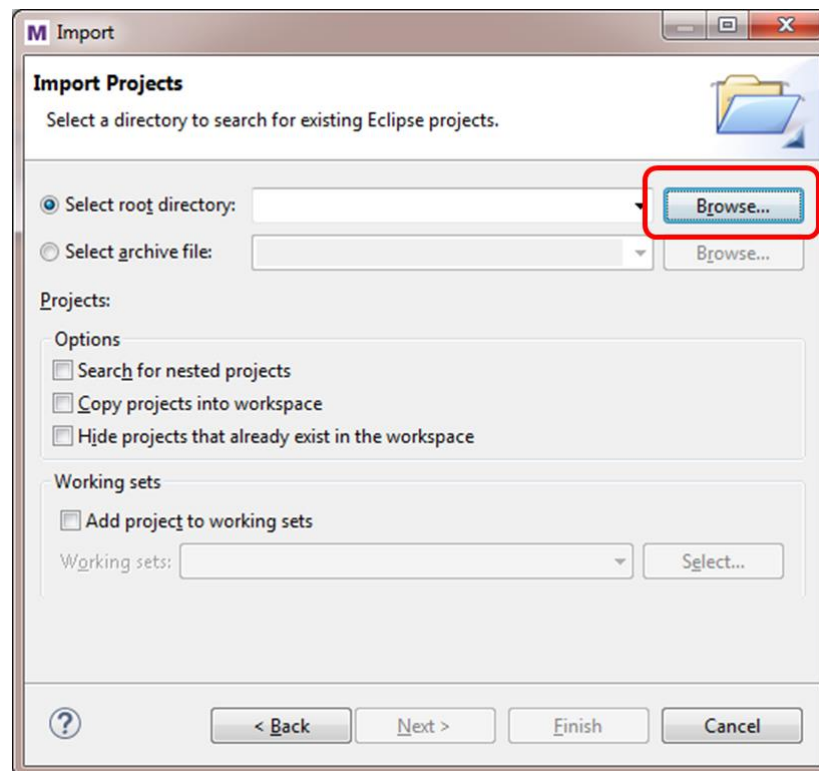 M Import
Import Projects
Select a directory to search for existing Eclipse projects.
Select root directory:
Browse...
Select archive file:
Browse...
Projects:
Options
Search for nested projects
Copy projects into workspace
Hide projects that already exist in the workspace
Working sets
Add project to working sets
Working sets:
Select...
? < Back Next > Finish Cancel